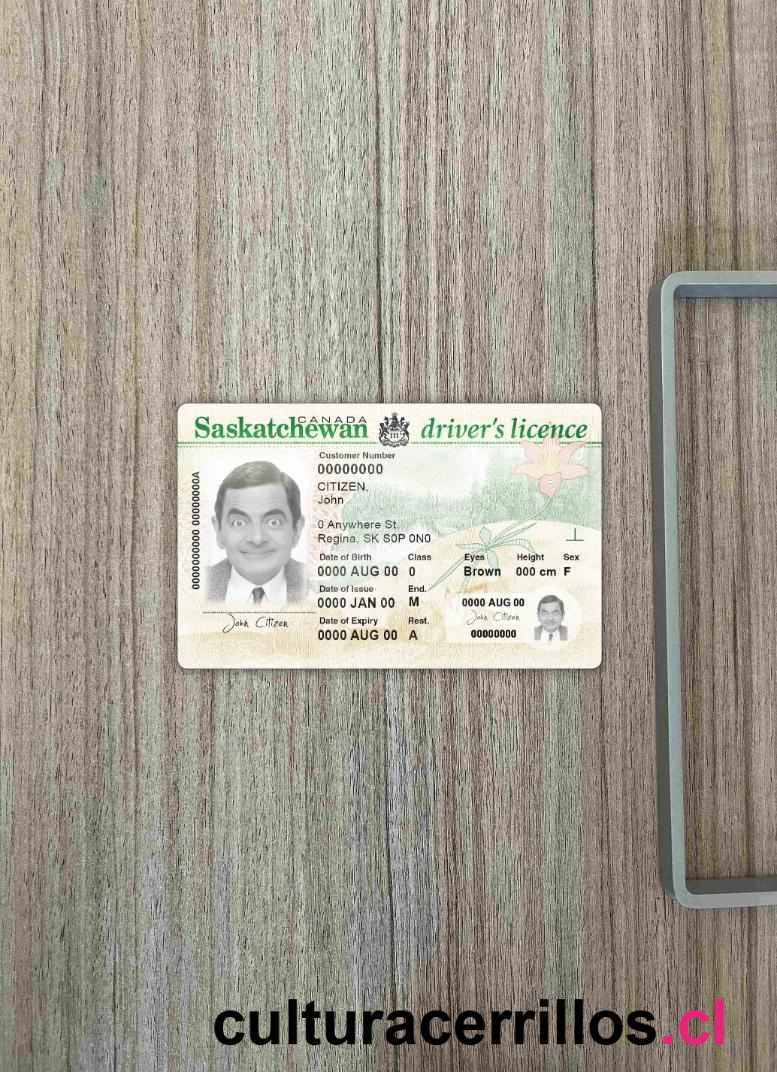 CANADA
Saskatchewan driver's licence
Customer Number
00000000
CITIZEN,
John
0 Anywhere St.
Regina, SK S0P 0N0
Date of Birth Class Eyes Height Sex
0000 AUG 00 0 Brown 000 cm F
Date of Issue End.
0000 JAN 00 M
Date of Expiry Rest.
0000 AUG 00 A
0000 AUG 00
John Citizen
00000000
0000000000 00000000A
John Citizen
culturacerrillos.cl